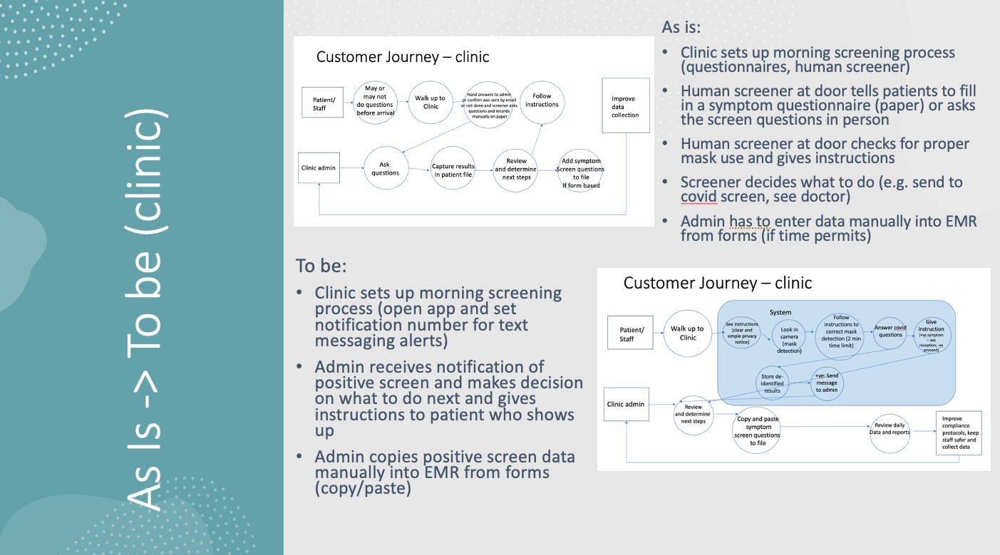 As Is -> To be (clinic)
Customer Journey – clinic
Patient/
Staff
May or
may not
do questions
before arrival
Walk up to
Clinic
Hand answers to admin
or confirm was sent by email
or not done and screener asks
questions and records
manually on paper
Follow
instructions
Improve
data
collection
Clinic admin
Ask
questions
Capture results
In patient file
Review
and determine
next steps
Add symptom
Screen questions
to file
If form based
As is:
• Clinic sets up morning screening process
(questionnaires, human screener)
• Human screener at door tells patients to fill
in a symptom questionnaire (paper) or asks
the screen questions in person
• Human screener at door checks for proper
mask use and gives instructions
• Screener decides what to do (e.g. send to
covid screen, see doctor)
• Admin has to enter data manually into EMR
from forms (if time permits)
To be:
• Clinic sets up morning screening
process (open app and set
notification number for text
messaging alerts)
• Admin receives notification of
positive screen and makes decision
on what to do next and gives
instructions to patient who shows
up
• Admin copies positive screen data
manually into EMR from forms
(copy/paste)
Customer Journey – clinic
System
Patient/
Staff
Walk up to
Clinic
See instructions
(clear and
simple privacy
notice)
Look in
camera
(mask
detection)
Follow
instructions to
correct mask
detection (2 min
time limit)
Answer covid
questions
Give
instruction
(+ve symptom
– see
reception; -ve
proceed)
Store de-
identified
results
+ve: Send
message
to admin
Clinic admin
Review
and determine
next steps
Copy and paste
symptom
screen questions
to file
Review daily
Data and reports
Improve
compliance
protocols, keep
staff safer and
collect data